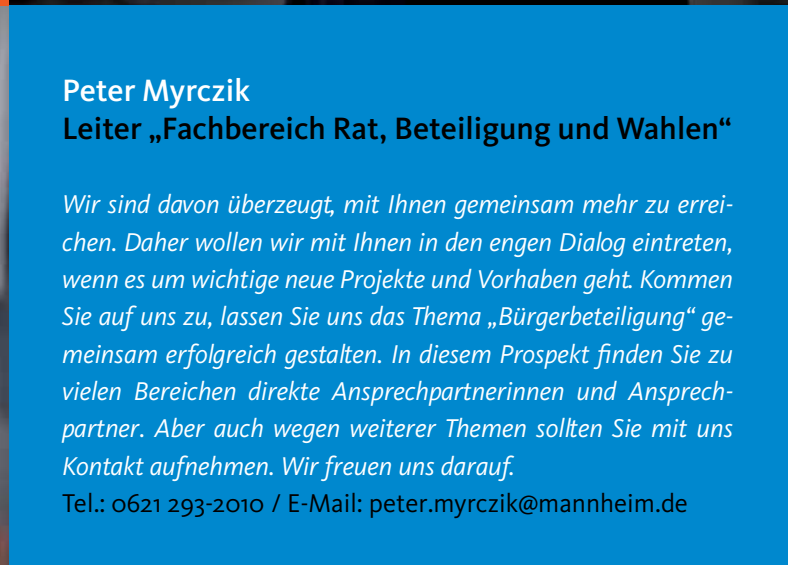 Peter Myrczik
Leiter „Fachbereich Rat, Beteiligung und Wahlen“
Wir sind davon überzeugt, mit Ihnen gemeinsam mehr zu errei-
chen. Daher wollen wir mit Ihnen in den engen Dialog eintreten,
wenn es um wichtige neue Projekte und Vorhaben geht. Kommen
Sie auf uns zu, lassen Sie uns das Thema „Bürgerbeteiligung“ ge-
meinsam erfolgreich gestalten. In diesem Prospekt finden Sie zu
vielen Bereichen direkte Ansprechpartnerinnen und Ansprech-
partner. Aber auch wegen weiterer Themen sollten Sie mit uns
Kontakt aufnehmen. Wir freuen uns darauf.
Tel.: 0621 293-2010 / E-Mail: peter.myrczik@mannheim.de